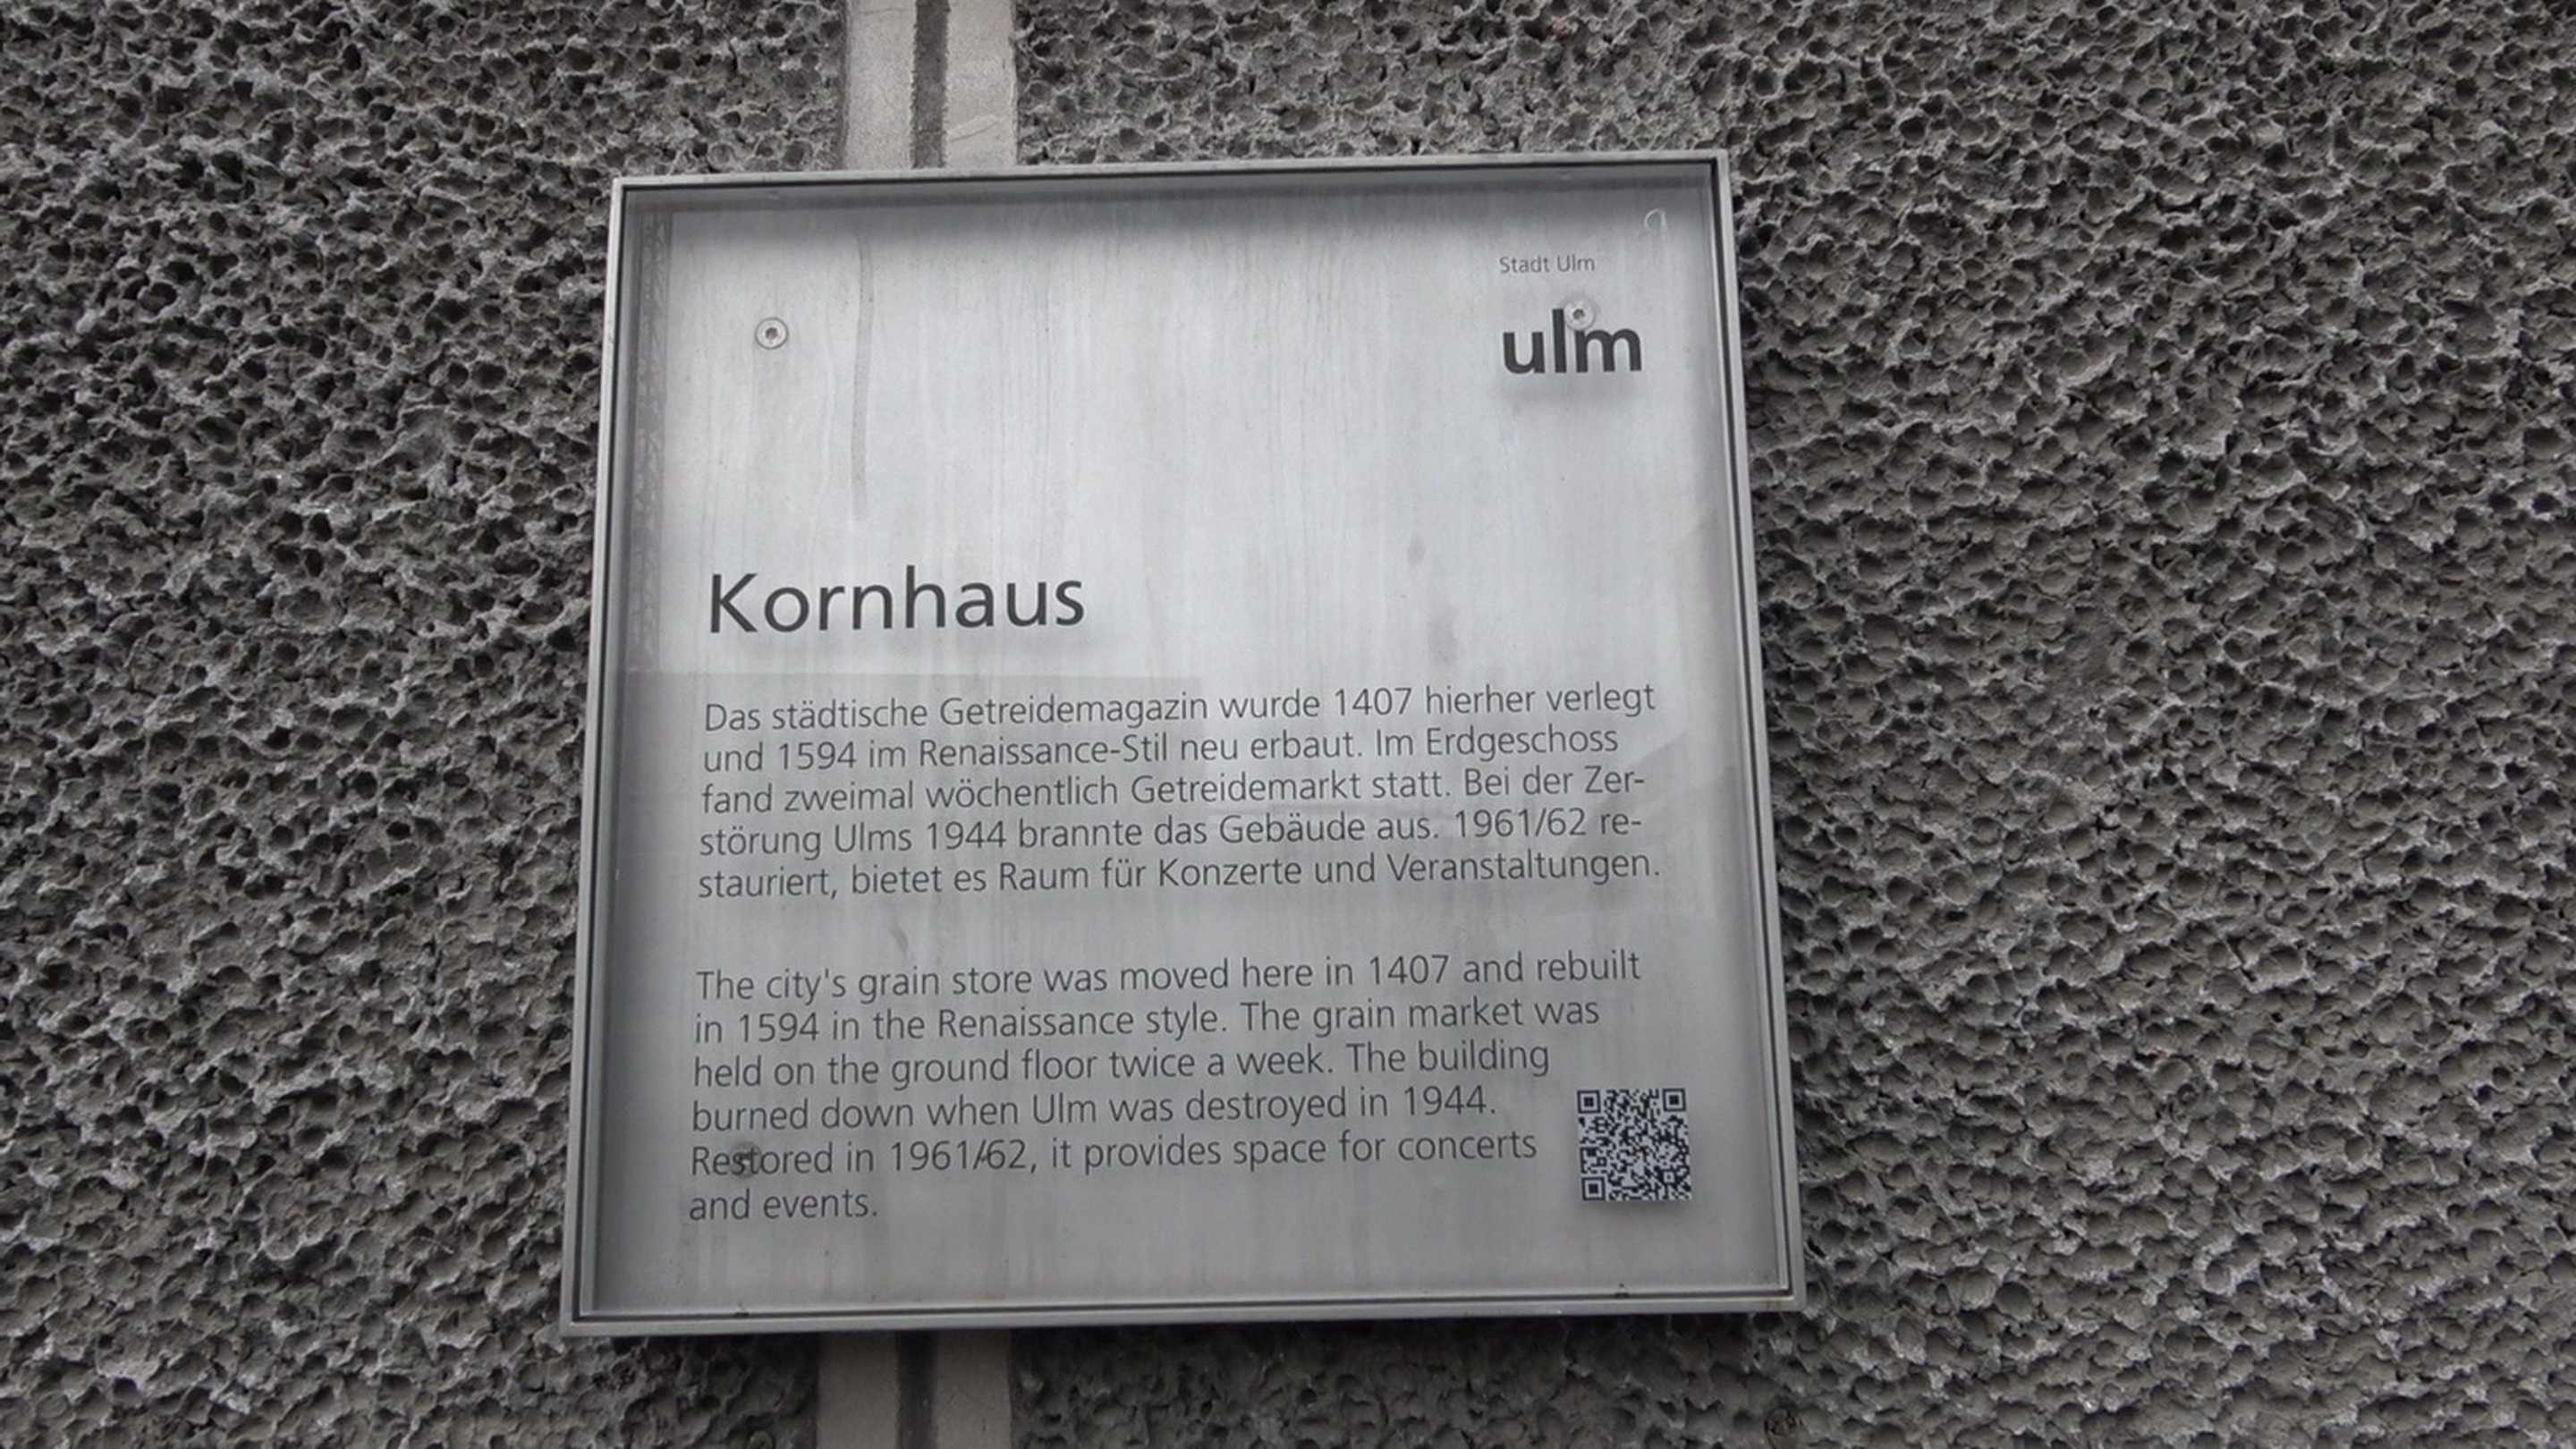 Stadt Ulm
ulm
Kornhaus
Das städtische Getreidemagazin wurde 1407 hierher verlegt
und 1594 im Renaissance-Stil neu erbaut. Im Erdgeschoss
fand zweimal wöchentlich Getreidemarkt statt. Bei der Zer-
störung Ulms 1944 brannte das Gebäude aus. 1961/62 re-
stauriert, bietet es Raum für Konzerte und Veranstaltungen.
The city's grain store was moved here in 1407 and rebuilt
in 1594 in the Renaissance style. The grain market was
held on the ground floor twice a week. The building
burned down when Ulm was destroyed in 1944.
Restored in 1961/62, it provides space for concerts
and events.